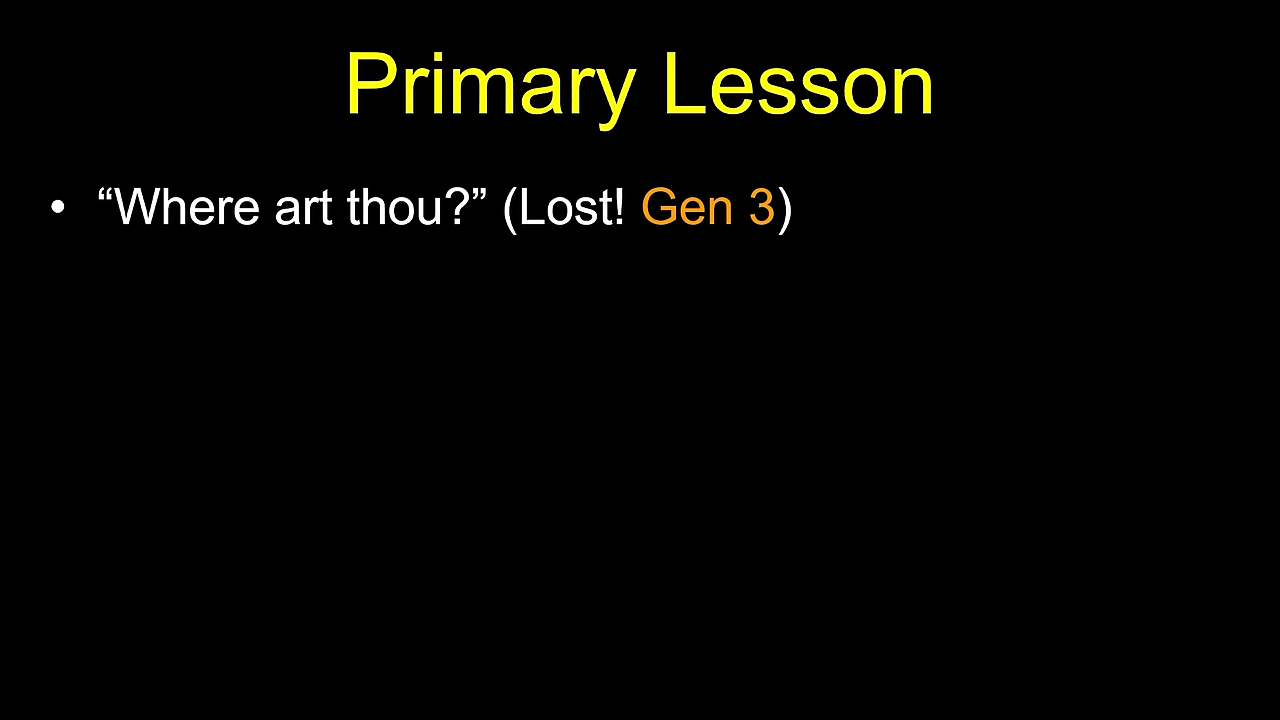 Primary Lesson
• “Where art thou?” (Lost! Gen 3)